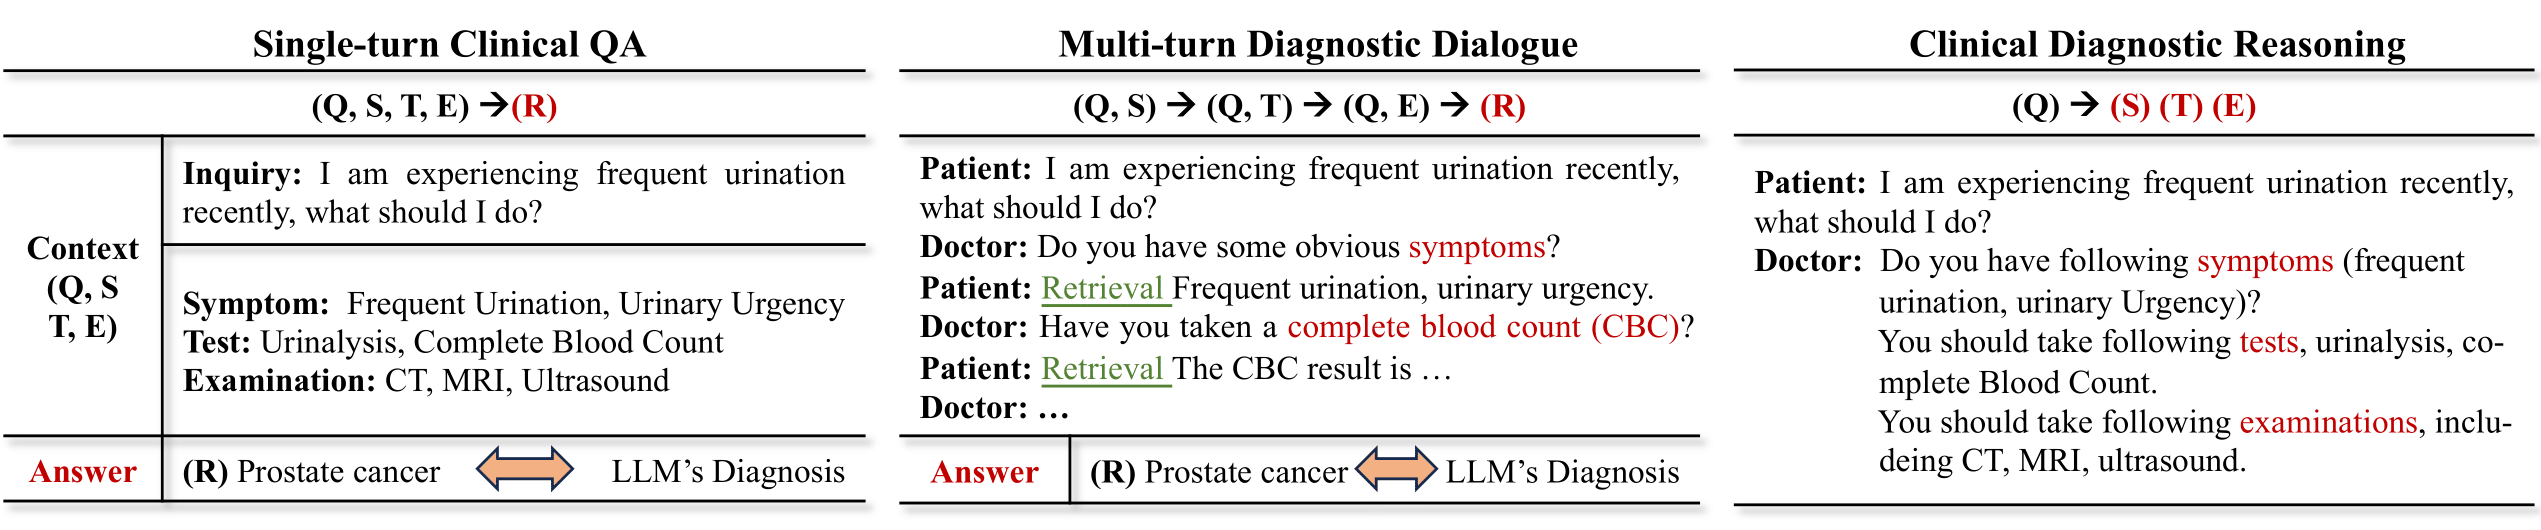 Single-turn Clinical QA
(Q, S, T, E) →(R)
Context
(Q, S
T, E)
Inquiry: I am experiencing frequent urination
recently, what should I do?
Symptom: Frequent Urination, Urinary Urgency
Test: Urinalysis, Complete Blood Count
Examination: CT, MRI, Ultrasound
Answer
(R) Prostate cancer LLM’s Diagnosis
Multi-turn Diagnostic Dialogue
(Q, S) → (Q, T) → (Q, E) → (R)
Patient: I am experiencing frequent urination recently,
what should I do?
Doctor: Do you have some obvious symptoms?
Patient: Retrieval Frequent urination, urinary urgency.
Doctor: Have you taken a complete blood count (CBC)?
Patient: Retrieval The CBC result is …
Doctor: …
Answer
(R) Prostate cancer LLM’s Diagnosis
Clinical Diagnostic Reasoning
(Q) → (S) (T) (E)
Patient: I am experiencing frequent urination recently,
what should I do?
Doctor: Do you have following symptoms (frequent
urination, urinary Urgency)?
You should take following tests, urinalysis, co-
mplete Blood Count.
You should take following examinations, inclu-
deing CT, MRI, ultrasound.